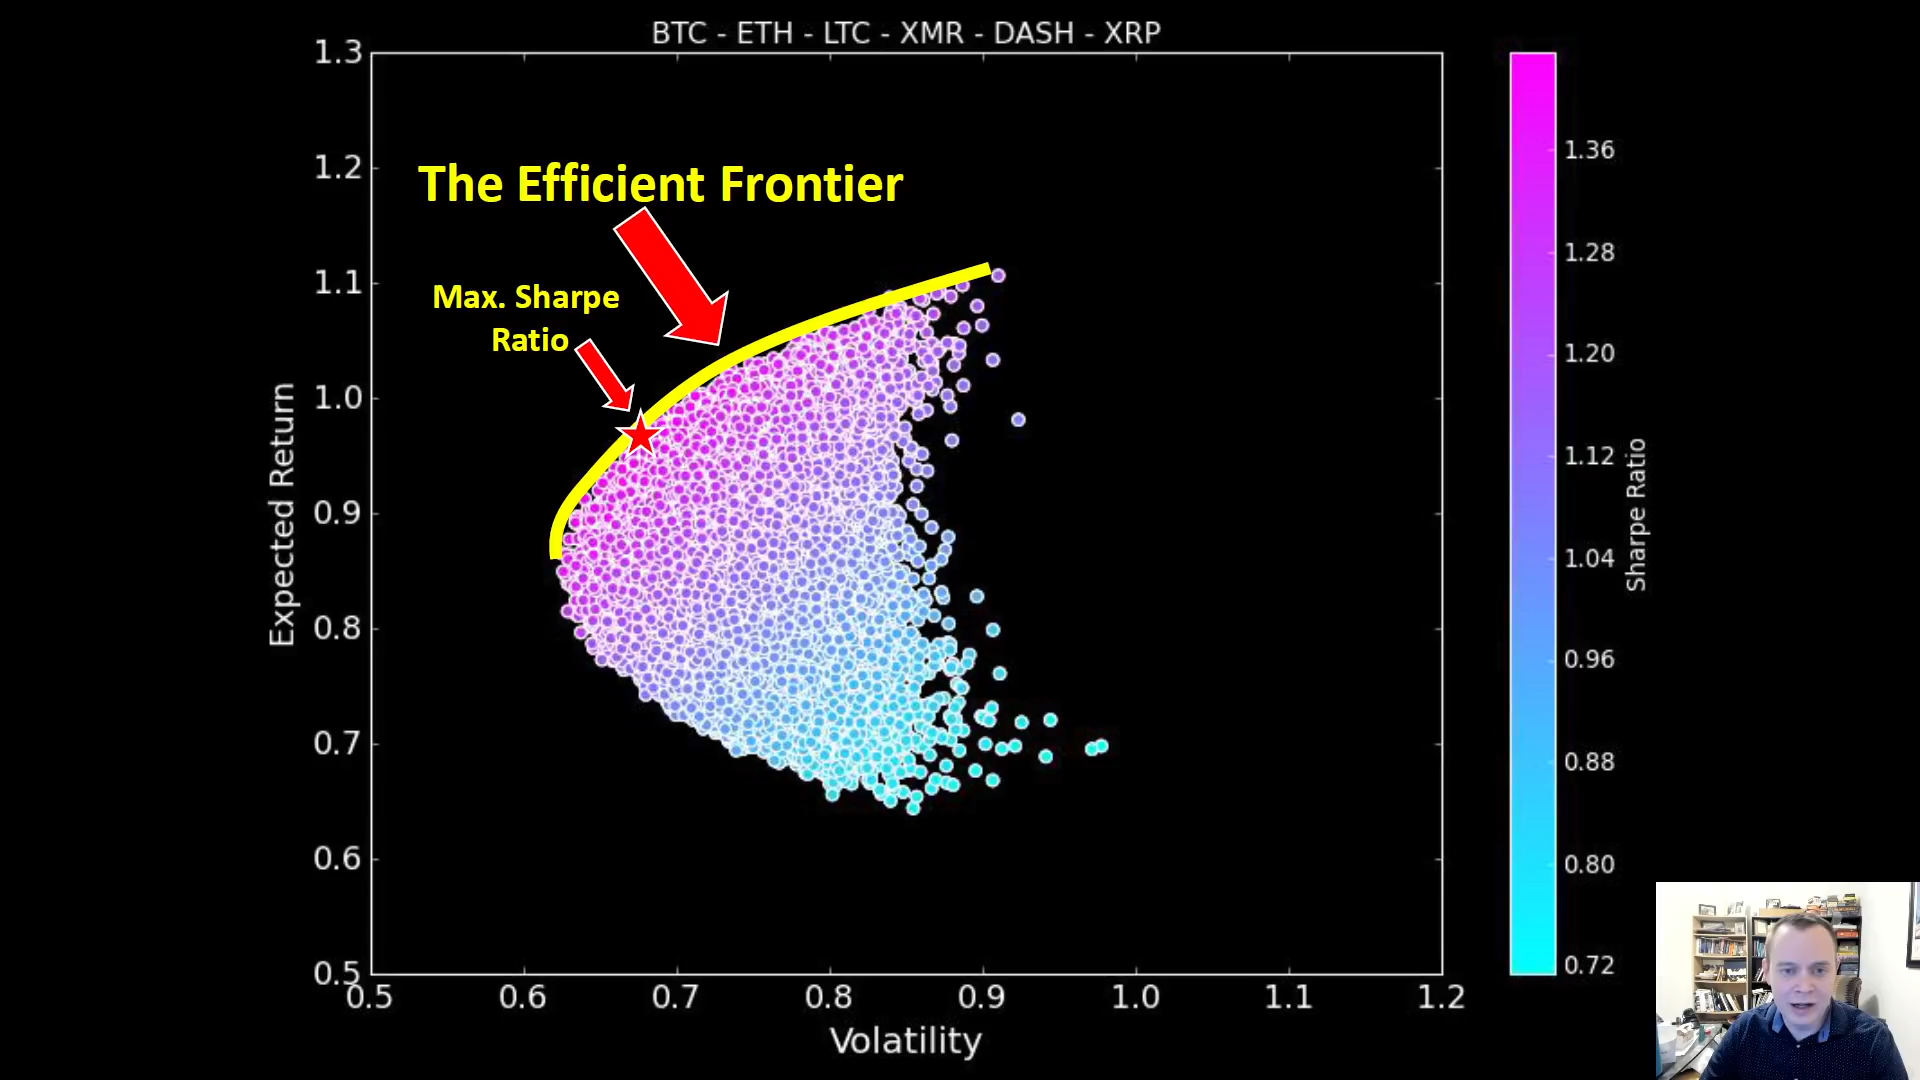 BTC - ETH - LTC - XMR - DASH - XRP
1.3
1.2
1.1
1.0
0.9
0.8
0.7
0.6
0.5
Expected Return
The Efficient Frontier
Max. Sharpe
Ratio
0.5 0.6 0.7 0.8 0.9 1.0 1.1 1.2
Volatility
1.36
1.28
1.20
1.12
1.04
0.96
0.88
0.80
0.72
Sharpe Ratio